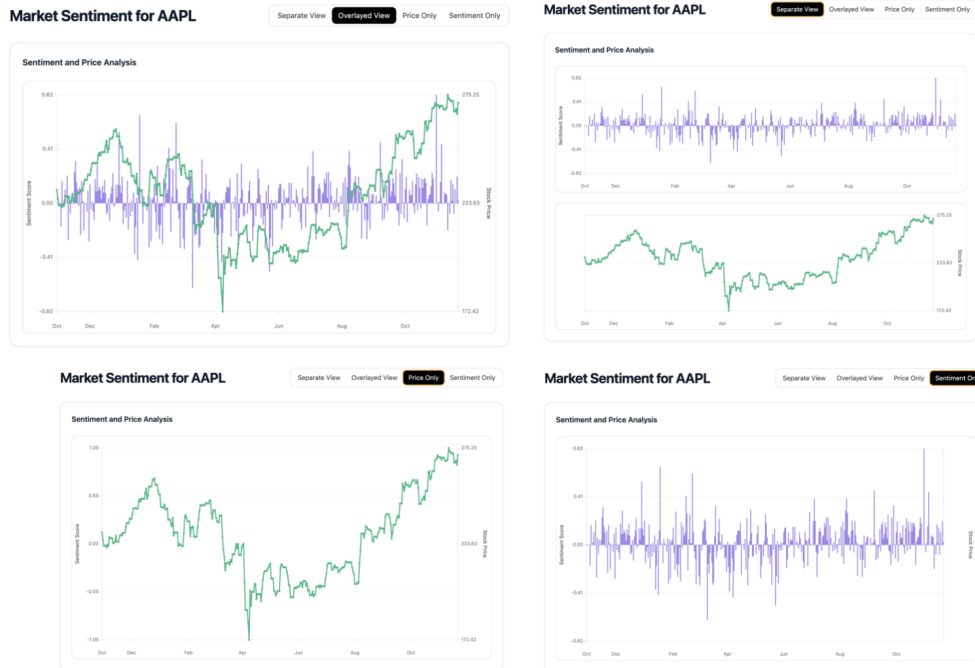 Market Sentiment for AAPL
Separate View Overlayed View Price Only Sentiment Only
Sentiment and Price Analysis
0.82 275.25
0.41
0.00 223.83
-0.41
-0.82 172.42
Sentiment Score
Stock Price
Oct Dec Feb Apr Jun Aug Oct
Market Sentiment for AAPL
Separate View Overlayed View Price Only Sentiment Only
Sentiment and Price Analysis
0.82
0.41
0.00
-0.41
-0.82
Sentiment Score
Oct Dec Feb Apr Jun Aug Oct
275.25
223.83
172.42
Stock Price
Oct Dec Feb Apr Jun Aug Oct
Market Sentiment for AAPL
Separate View Overlayed View Price Only Sentiment Only
Sentiment and Price Analysis
1.00 275.25
0.50
0.00 223.83
-0.50
-1.00 172.42
Sentiment Score
Stock Price
Oct Dec Feb Apr Jun Aug Oct
Market Sentiment for AAPL
Separate View Overlayed View Price Only Sentiment On
Sentiment and Price Analysis
0.82
0.41
0.00
-0.41
-0.82
Sentiment Score
Stock Price
Oct Dec Feb Apr Jun Aug Oct